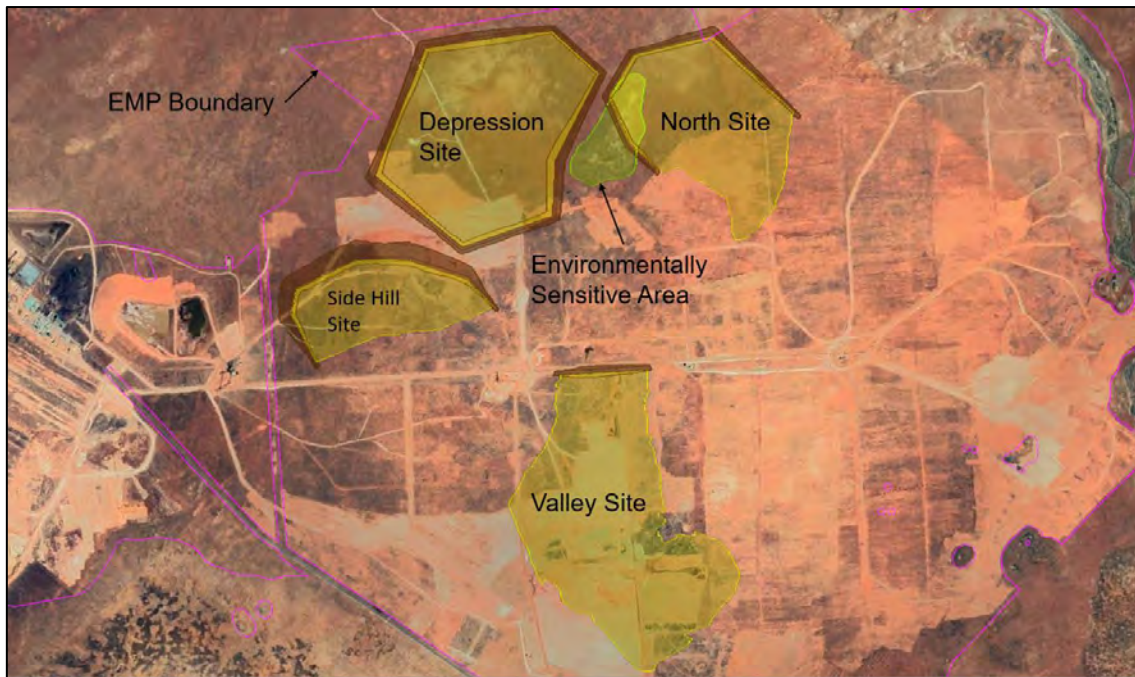 EMP Boundary
Depression
Site
North Site
Environmentally
Sensitive Area
Side Hill
Site
Valley Site